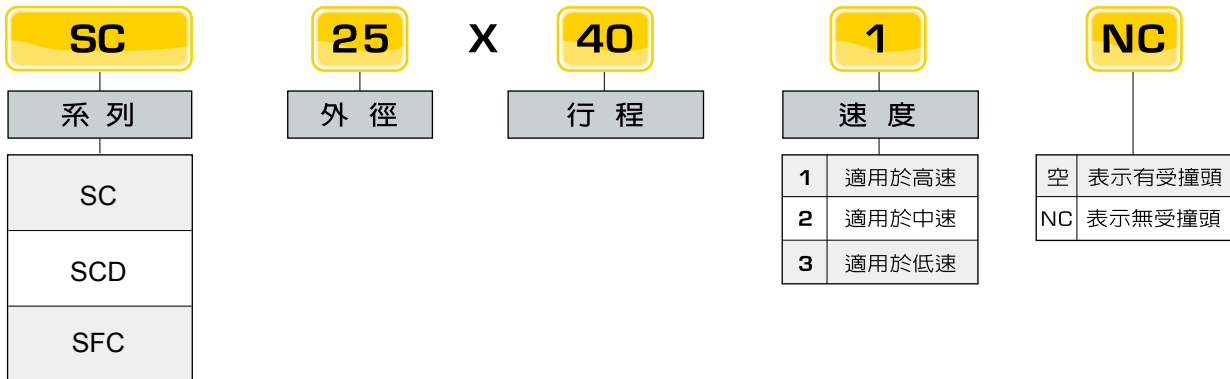 SC 25 X 40 1 NC
系列 外徑 行程 速度
SC
SCD
SFC
1 適用於高速
2 適用於中速
3 適用於低速
空 表示有受撞頭
NC 表示無受撞頭